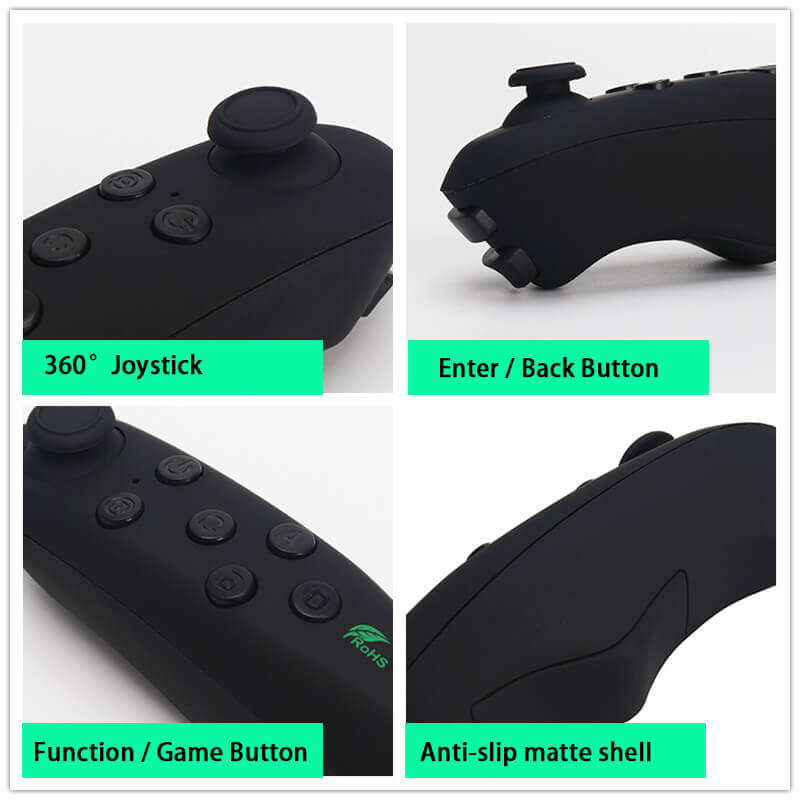 360° Joystick
Enter / Back Button
RoHS
Function / Game Button
Anti-slip matte shell